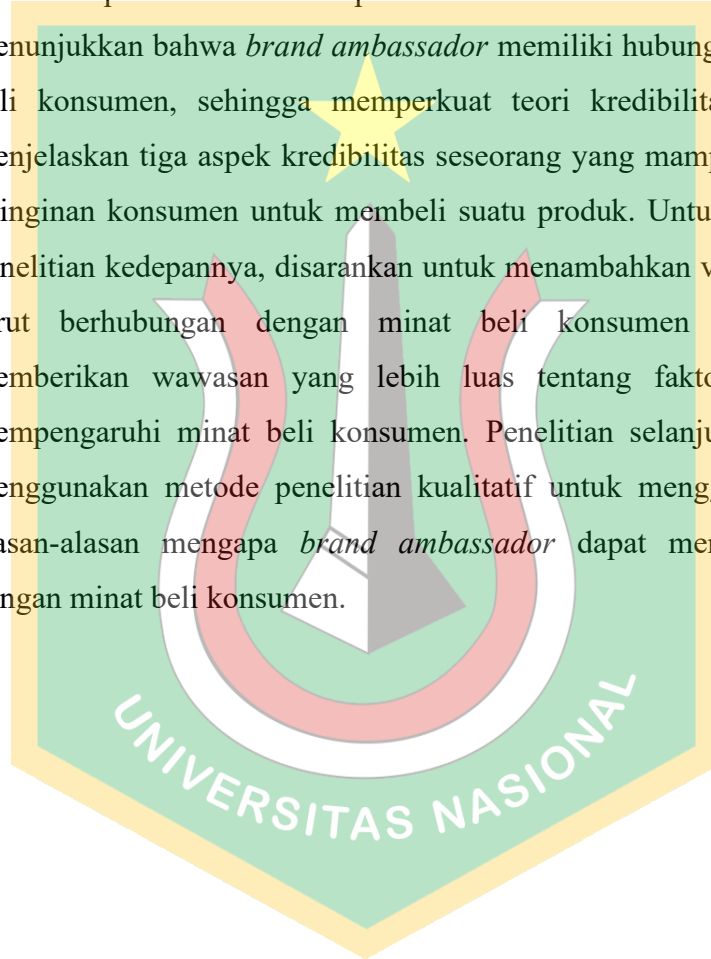 enunjukkan bahwa brand ambassador memiliki hubung
li konsumen, sehingga memperkuat teori kredibilita
enjelaskan tiga aspek kredibilitas seseorang yang mamp
inginan konsumen untuk membeli suatu produk. Untu
nelitian kedepannya, disarankan untuk menambahkan v
rut berhubungan dengan minat beli konsumen
emberikan wawasan yang lebih luas tentang fakto
empengaruhi minat beli konsumen. Penelitian selanju
enggunakan metode penelitian kualitatif untuk mengg
asan-alasan mengapa brand ambassador dapat mer
ngan minat beli konsumen.
UNIVERSITAS NASIONAL